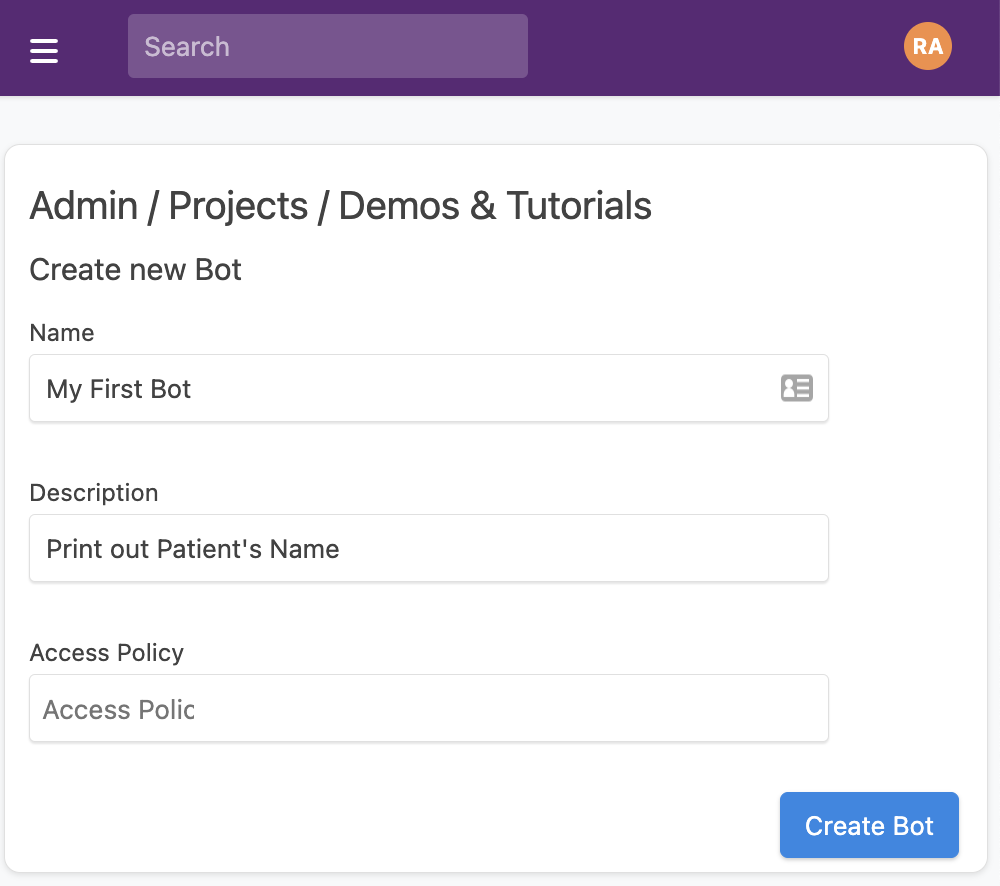 Search
RA
Admin / Projects / Demos & Tutorials
Create new Bot
Name
My First Bot
Description
Print out Patient's Name
Access Policy
Access Polic
Create Bot